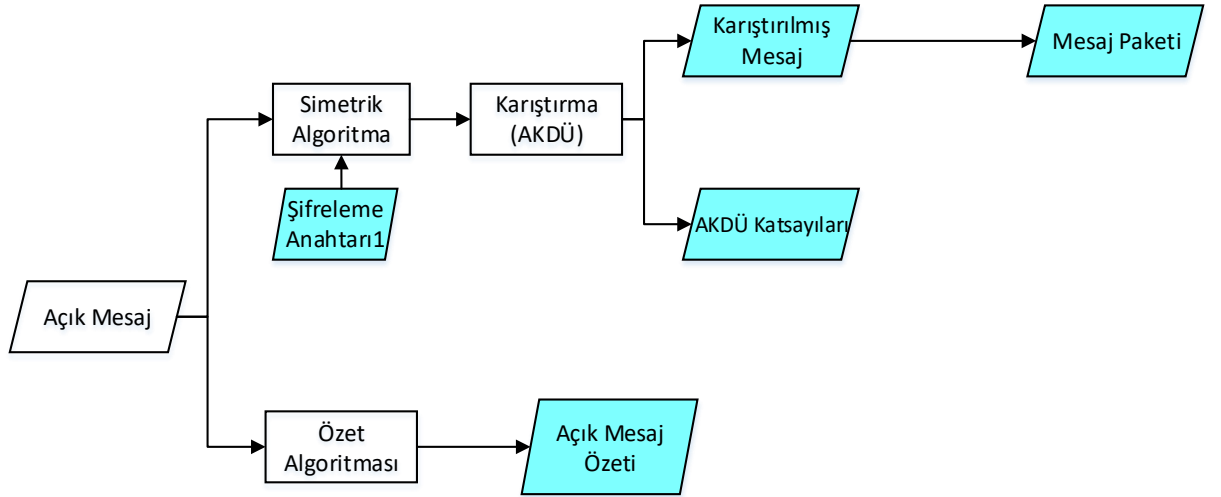 Karıştırılmış
Mesaj
Mesaj Paketi
Simetrik
Algoritma
Karıştırma
(AKDÜ)
Şifreleme
Anahtarı1
AKDÜ Katsayıları
Açık Mesaj
Özet
Algoritması
Açık Mesaj
Özeti